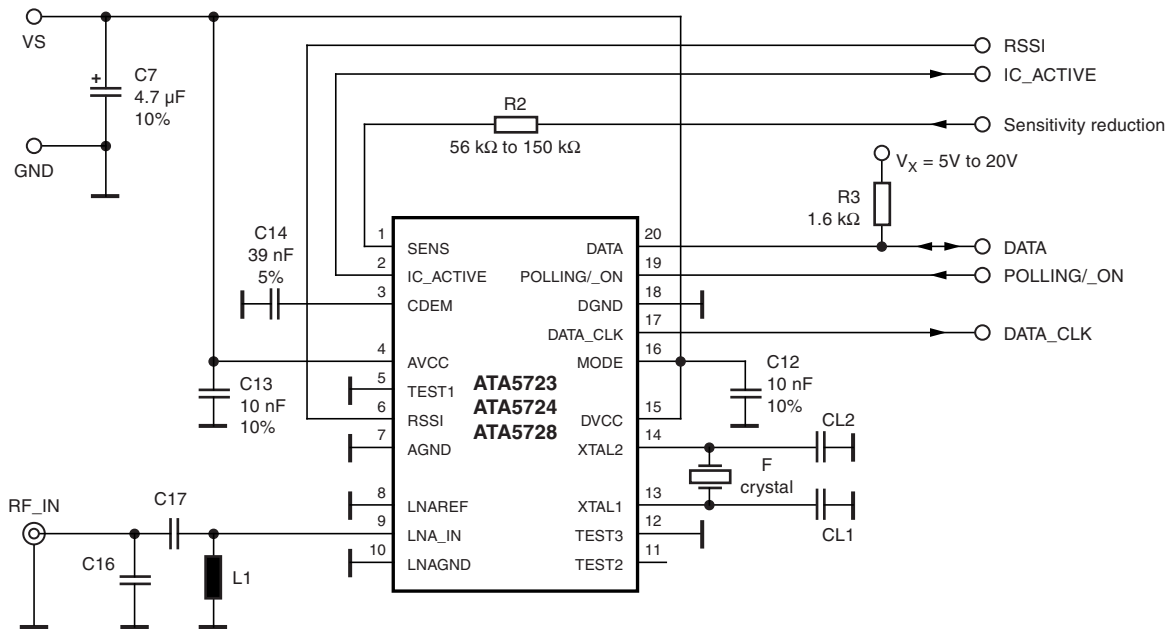 VS
C7
4.7 µF
10%
GND
RSSI
IC_ACTIVE
R2
56 kΩ to 150 kΩ
Sensitivity reduction
VX = 5V to 20V
R3
1.6 kΩ
C14
39 nF
5%
1
SENS
2
IC_ACTIVE
3
CDEM
4
AVCC
5
TEST1
6
RSSI
7
AGND
8
LNAREF
9
LNA_IN
10
LNAGND
ATA5723
ATA5724
ATA5728
DATA
20
POLLING/_ON
19
DGND
18
DATA_CLK
17
MODE
16
DVCC
15
XTAL2
14
XTAL1
13
TEST3
12
TEST2
11
DATA
POLLING/_ON
DATA_CLK
C13
10 nF
10%
C12
10 nF
10%
CL2
F
crystal
CL1
RF_IN
C17
C16
L1